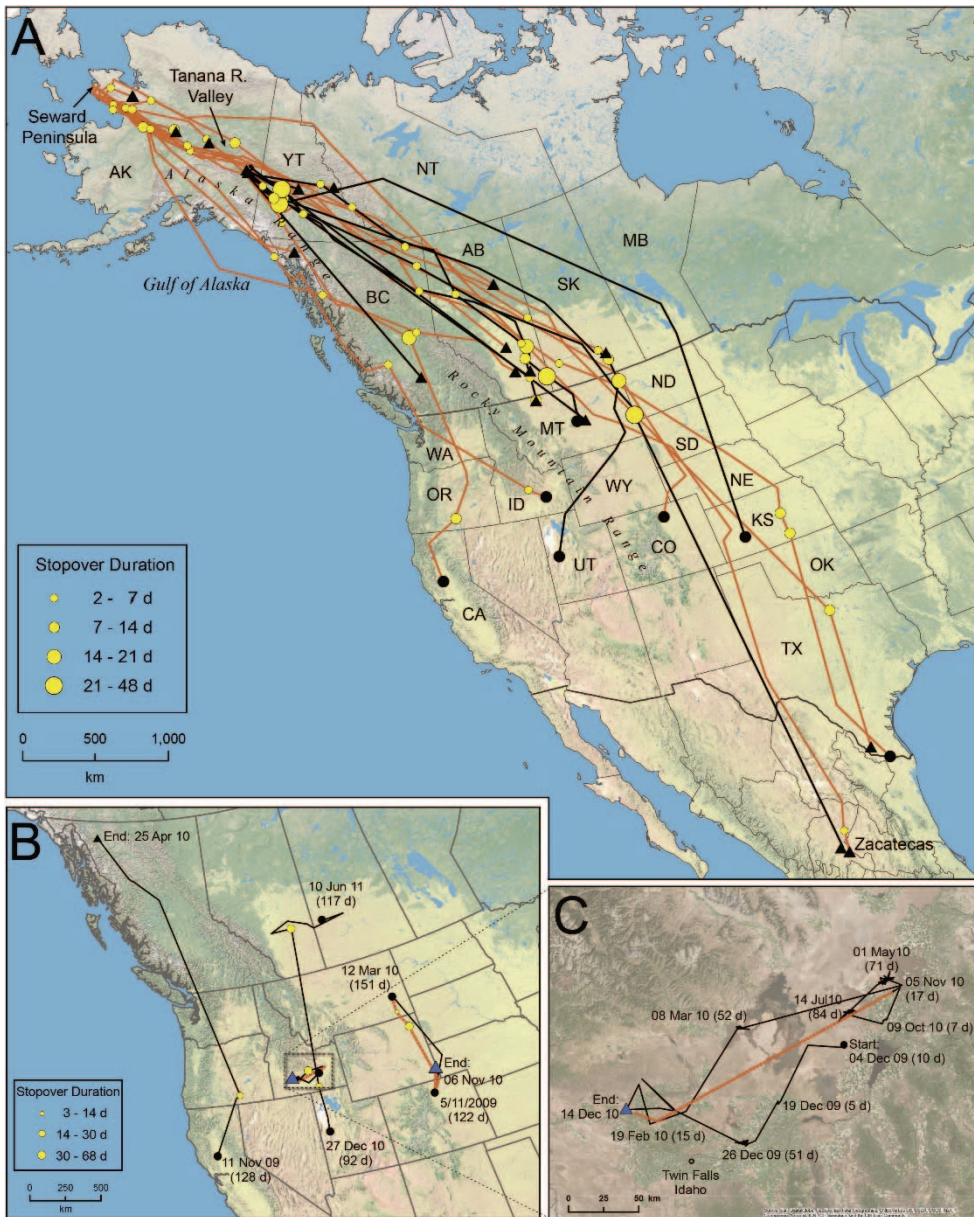 A
Tanana R.
Valley
Seward
Peninsula
AK
YT
NT
Alaska Range
Gulf of Alaska
BC
AB
SK
MB
Rocky Mountain Range
ND
MT
SD
WA
OR
ID
WY
NE
KS
CO
UT
CA
OK
TX
Zacatecas
Stopover Duration
2 - 7 d
7 - 14 d
14 - 21 d
21 - 48 d
0 500 1,000
km
B
End: 25 Apr 10
10 Jun 11
(117 d)
12 Mar 10
(151 d)
End:
06 Nov 10
5/11/2009
(122 d)
27 Dec 10
(92 d)
11 Nov 09
(128 d)
Stopover Duration
3 - 14 d
14 - 30 d
30 - 68 d
0 250 500
km
C
01 May10
(71 d)
05 Nov 10
(17 d)
14 Jul10
(84 d)
08 Mar 10 (52 d)
09 Oct 10 (7 d)
Start:
04 Dec 09 (10 d)
End:
14 Dec 10
19 Dec 09 (5 d)
19 Feb 10 (15 d)
26 Dec 09 (51 d)
Twin Falls
Idaho
0 25 50
km